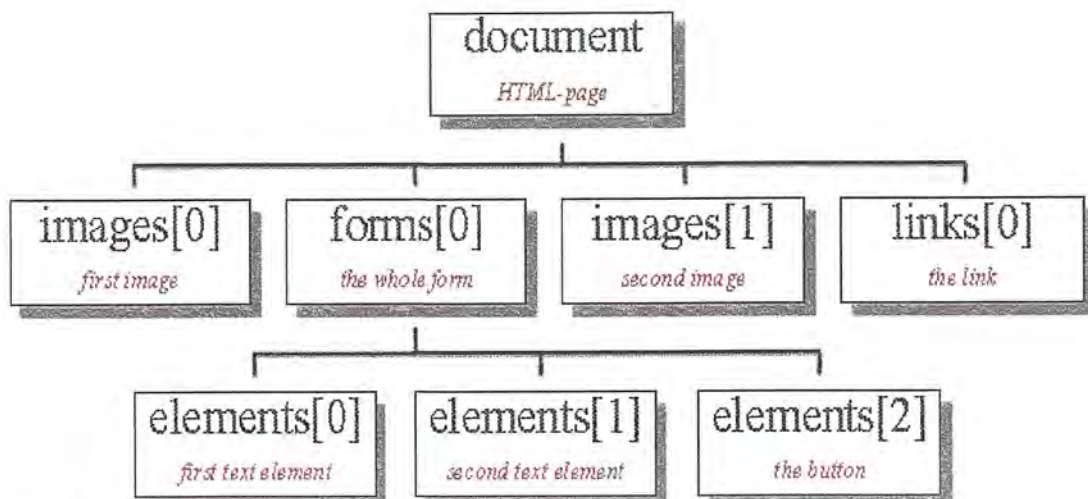 document
HTML-page
images[0]
first image
forms[0]
the whole form
images[1]
second image
links[0]
the link
elements[0]
first text element
elements[1]
second text element
elements[2]
the button